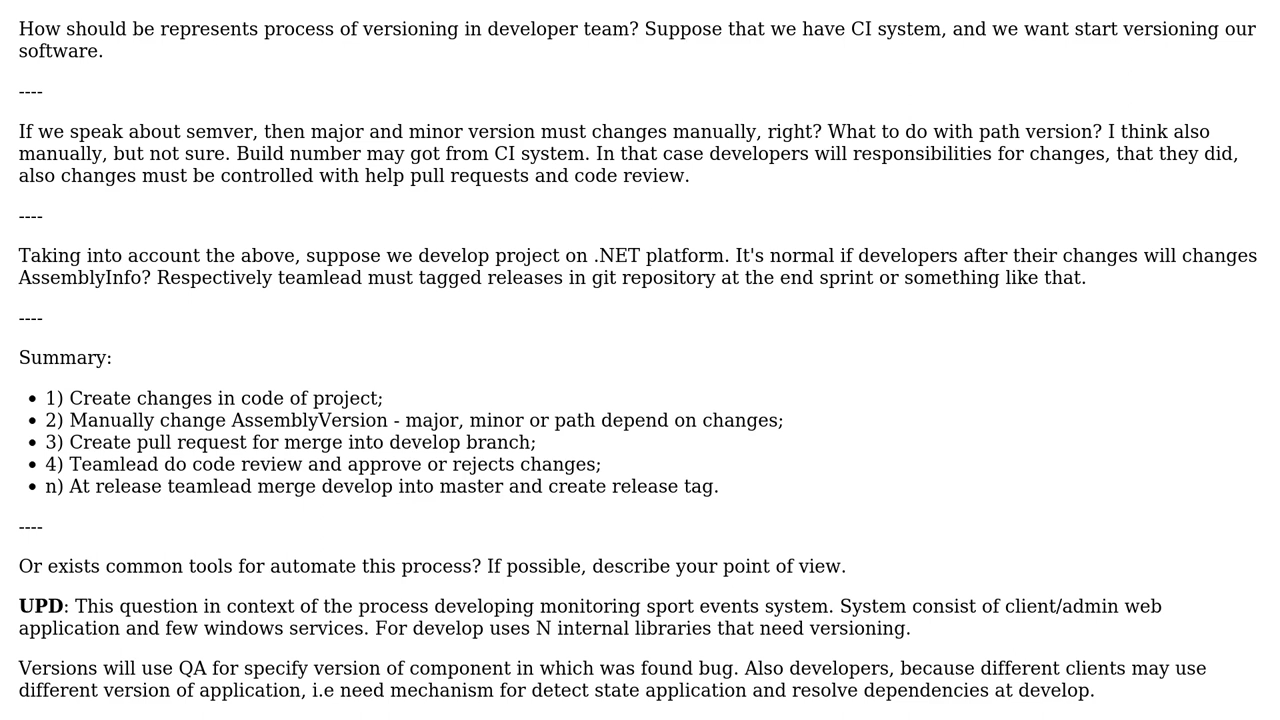 How should be represents process of versioning in developer team? Suppose that we have CI system, and we want start versioning our
software.
----
If we speak about semver, then major and minor version must changes manually, right? What to do with path version? I think also
manually, but not sure. Build number may got from CI system. In that case developers will responsibilities for changes, that they did,
also changes must be controlled with help pull requests and code review.
----
Taking into account the above, suppose we develop project on .NET platform. It's normal if developers after their changes will changes
AssemblyInfo? Respectively teamlead must tagged releases in git repository at the end sprint or something like that.
----
Summary:
• 1) Create changes in code of project;
• 2) Manually change AssemblyVersion - major, minor or path depend on changes;
• 3) Create pull request for merge into develop branch;
• 4) Teamlead do code review and approve or rejects changes;
• n) At release teamlead merge develop into master and create release tag.
----
Or exists common tools for automate this process? If possible, describe your point of view.
UPD: This question in context of the process developing monitoring sport events system. System consist of client/admin web
application and few windows services. For develop uses N internal libraries that need versioning.
Versions will use QA for specify version of component in which was found bug. Also developers, because different clients may use
different version of application, i.e need mechanism for detect state application and resolve dependencies at develop.